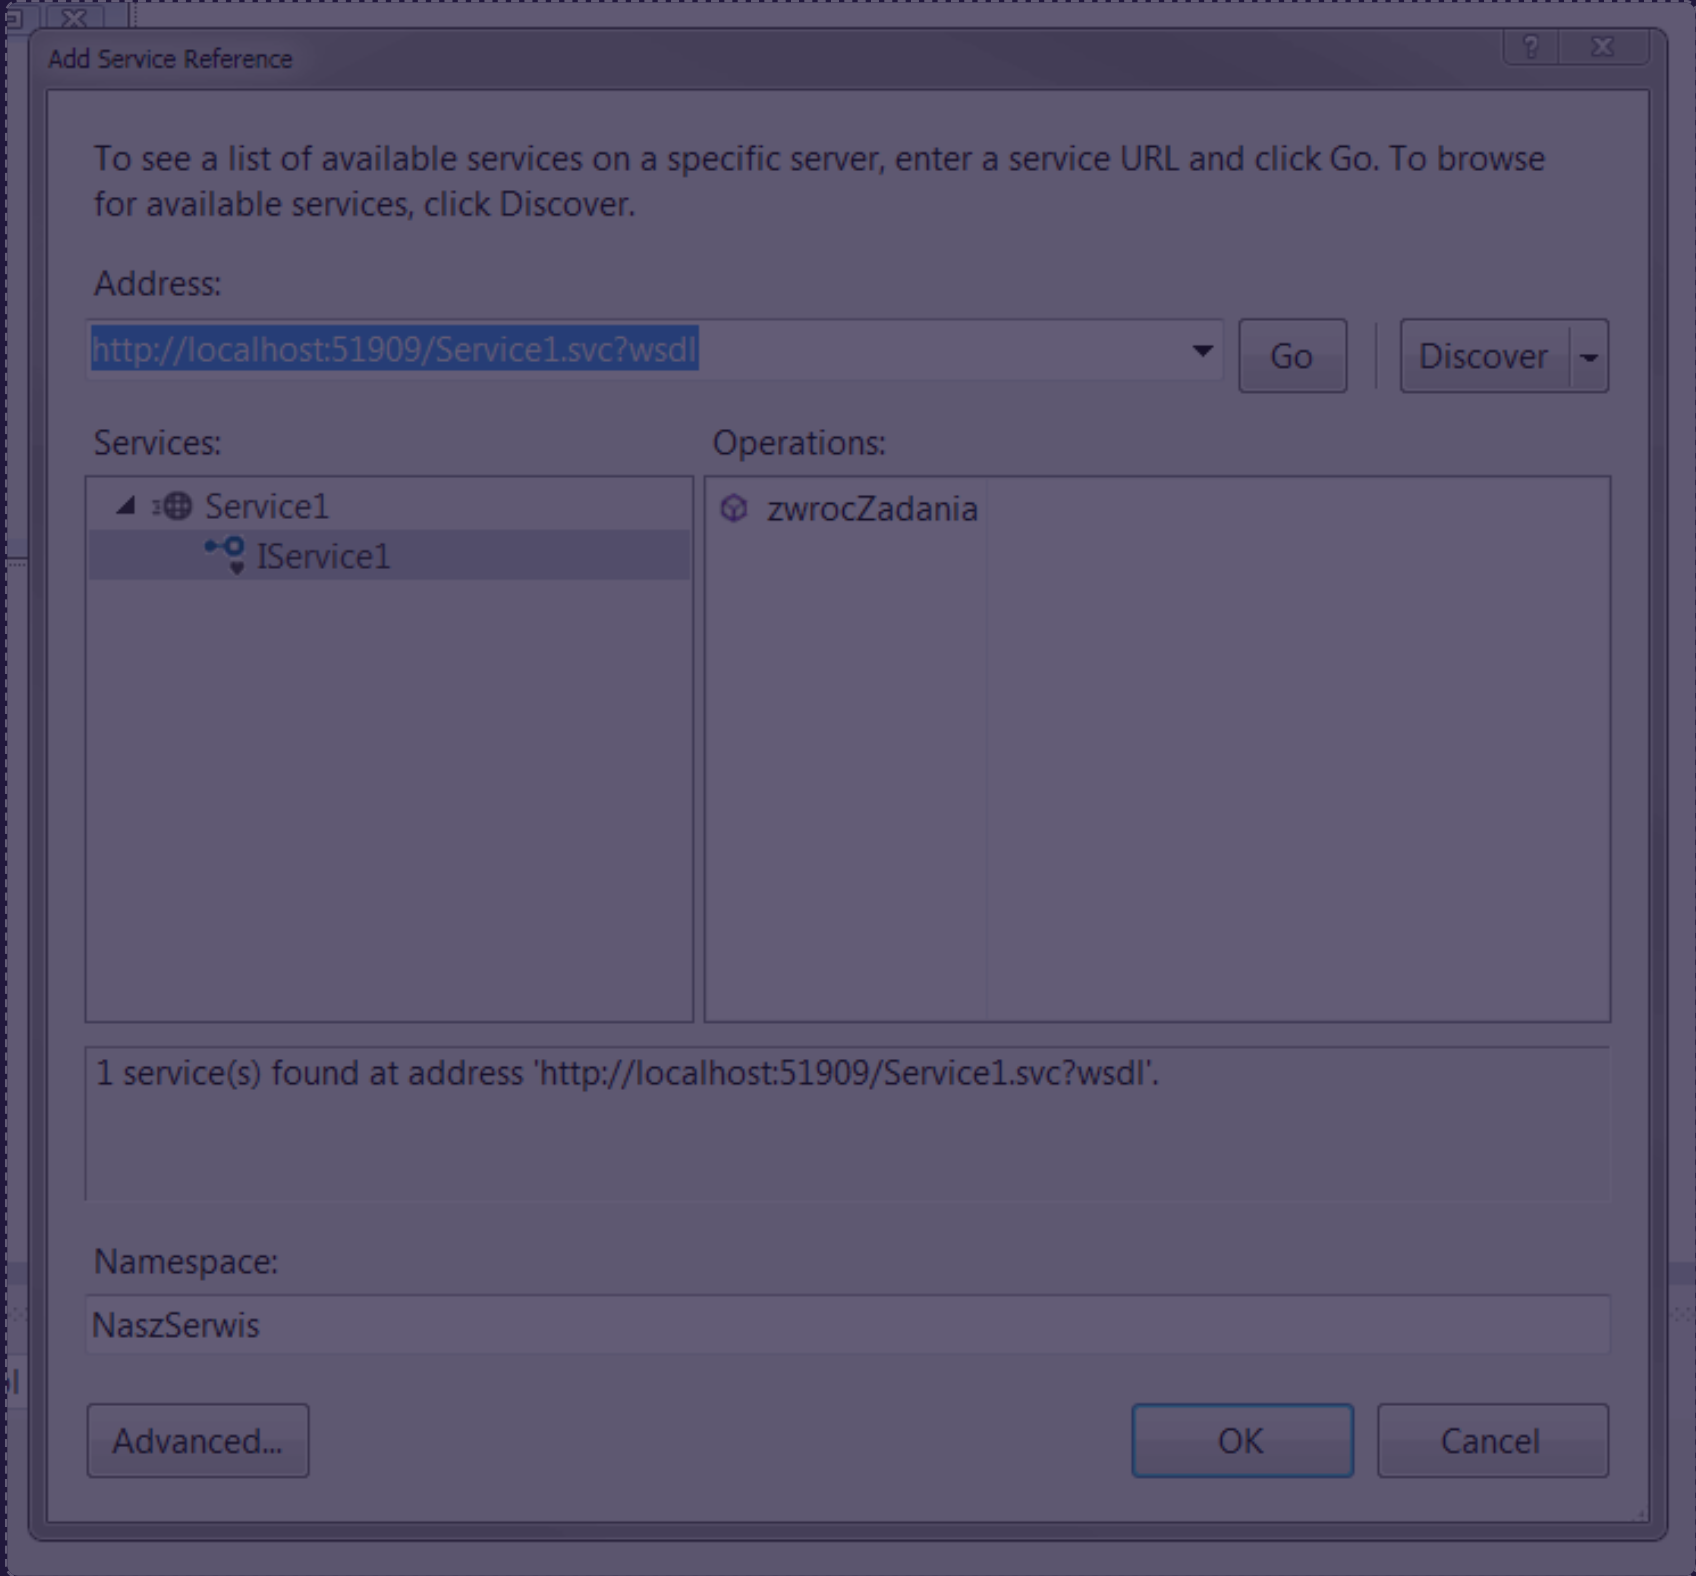 Add Service Reference
To see a list of available services on a specific server, enter a service URL and click Go. To browse
for available services, click Discover.
Address:
http://localhost:51909/Service1.svc?wsdl
Go
Discover
Services:
Operations:
Service1
IService1
zwrocZadania
1 service(s) found at address 'http://localhost:51909/Service1.svc?wsdl'.
Namespace:
NaszSerwis
Advanced...
OK
Cancel